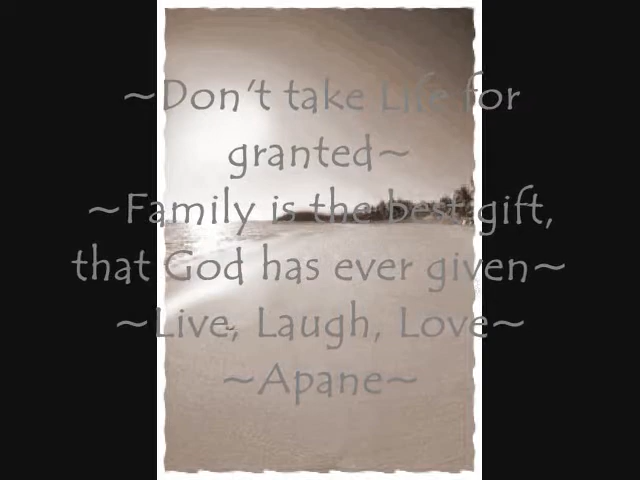 ~Don't take Life for
granted~
~Family is the best gift,
that God has ever given~
~Live, Laugh, Love~
~Apane~